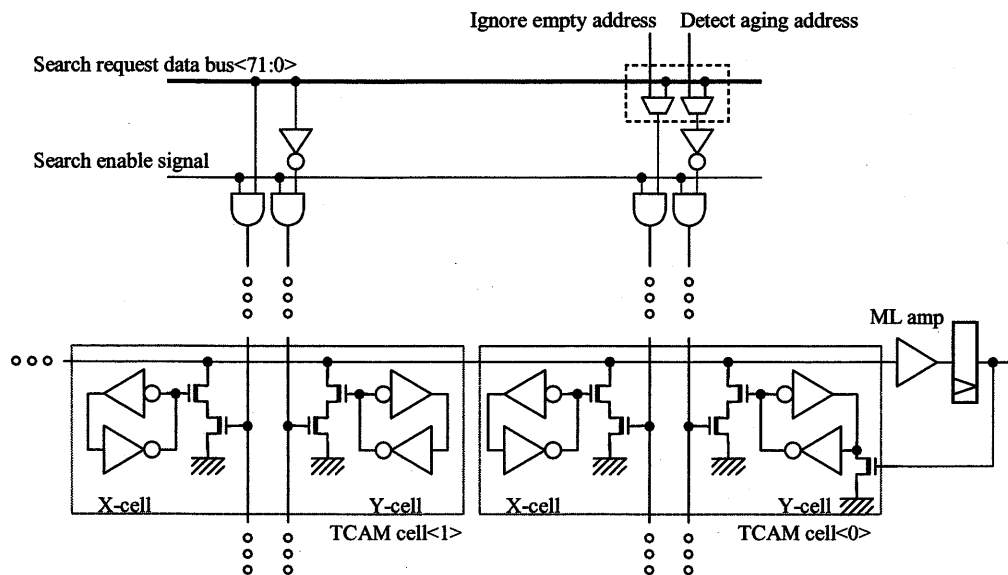 Ignore empty address
Detect aging address
Search request data bus<71:0>
Search enable signal
ML amp
X-cell
Y-cell
X-cell
Y-cell
TCAM cell<1>
TCAM cell<0>